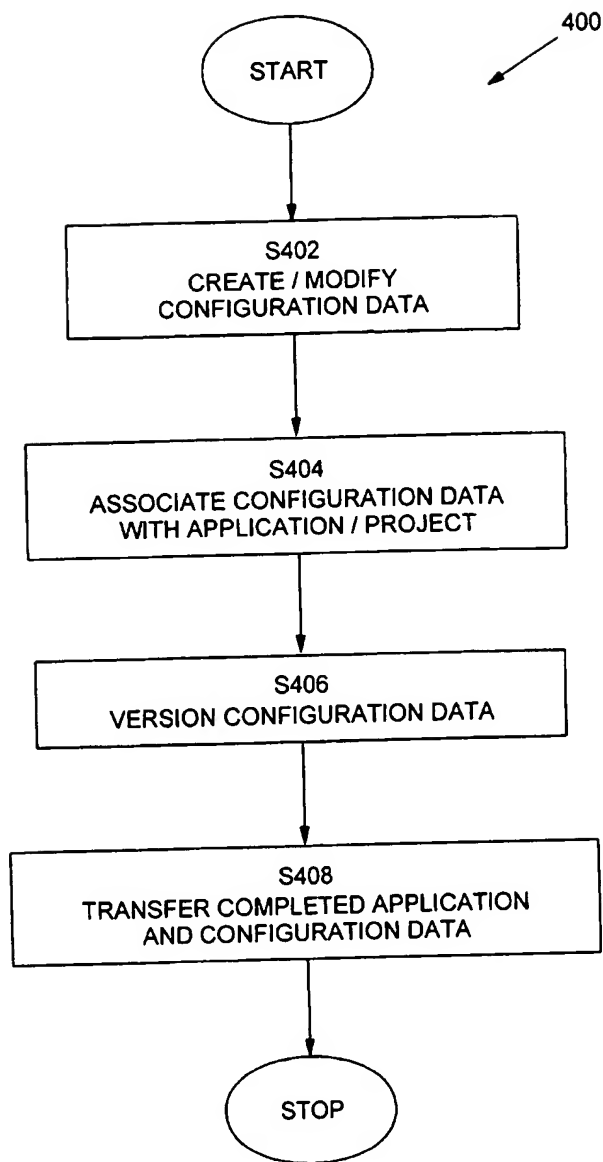 400
START
S402
CREATE / MODIFY
CONFIGURATION DATA
S404
ASSOCIATE CONFIGURATION DATA
WITH APPLICATION / PROJECT
S406
VERSION CONFIGURATION DATA
S408
TRANSFER COMPLETED APPLICATION
AND CONFIGURATION DATA
STOP